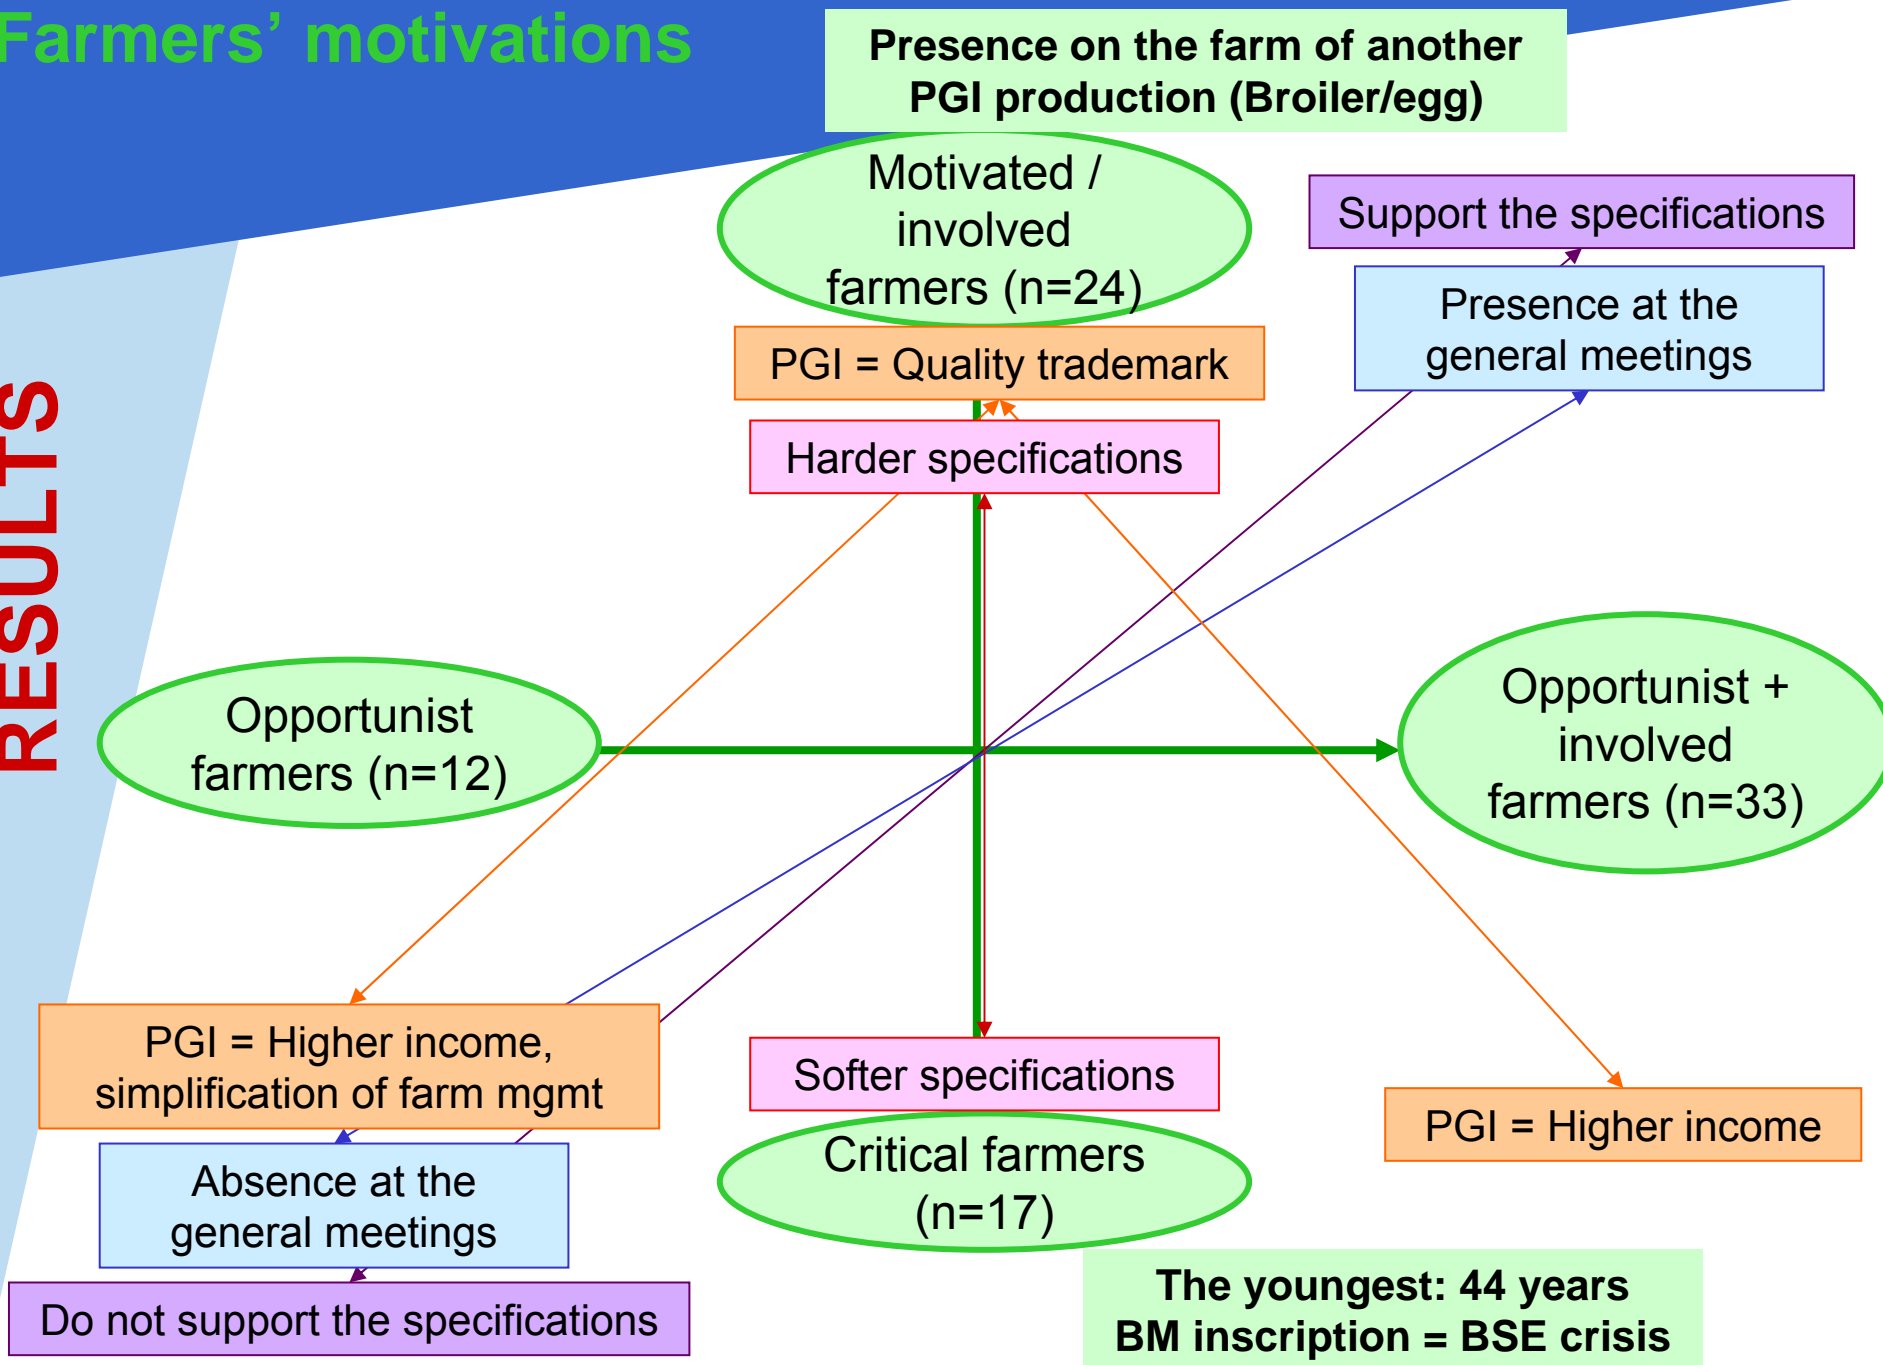 Farmers’ motivations
Presence on the farm of another
PGI production (Broiler/egg)
Motivated /
involved
farmers (n=24)
Support the specifications
Presence at the
general meetings
PGI = Quality trademark
Harder specifications
RESULTS
Opportunist
farmers (n=12)
Opportunist +
involved
farmers (n=33)
PGI = Higher income,
simplification of farm mgmt
Softer specifications
PGI = Higher income
Critical farmers
(n=17)
Absence at the
general meetings
Do not support the specifications
The youngest: 44 years
BM inscription = BSE crisis